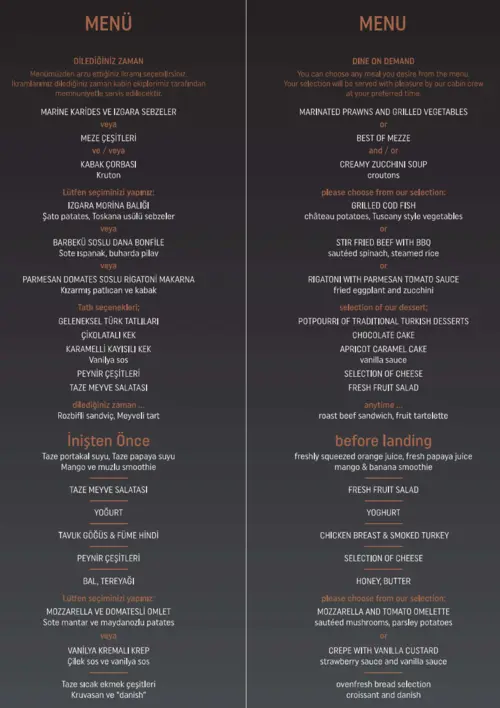 MENÜ
DİLEDİĞİNİZ ZAMAN
Menümüzden arzu ettiğiniz ikramı seçebilirsiniz.
İkramlarımız dilediğiniz zaman kabin ekiplerimiz tarafından
memnuniyetle servis edilecektir.
MARİNE KARİDES VE IZGARA SEBZELER
veya
MEZE ÇEŞİTLERİ
ve / veya
KABAK ÇORBASI
Kruton
Lütfen seçiminizi yapınız:
IZGARA MORİNA BALIĞI
Şato patates, Toskana usülü sebzeler
veya
BARBEKÜ SOSLU DANA BONFİLE
Sote ıspanak, buharda pilav
veya
PARMESAN DOMATES SOSLU RİGATONİ MAKARNA
Kızarmış patlıcan ve kabak
Tatlı seçenekleri;
GELENEKSEL TÜRK TATLILARI
ÇİKOLATALI KEK
KARAMELLİ KAYISILI KEK
Vanilya sos
PEYNİR ÇEŞİTLERİ
TAZE MEYVE SALATASI
dilediğiniz zaman ...
Rozbifli sandviç, Meyveli tart
İnişten Önce
Taze portakal suyu, Taze papaya suyu
Mango ve muzlu smoothie
TAZE MEYVE SALATASI
YOĞURT
TAVUK GÖĞÜS & FÜME HİNDİ
PEYNİR ÇEŞİTLERİ
BAL, TEREYAĞI
Lütfen seçiminizi yapınız:
MOZZARELLA VE DOMATESLİ OMLET
Sote mantar ve maydanozlu patates
veya
VANİLYA KREMALI KREP
Çilek sos ve vanilya sos
Taze sıcak ekmek çeşitleri
Kruvasan ve "danish"
MENU
DINE ON DEMAND
You can choose any meal you desire from the menu.
Your selection will be served with pleasure by our cabin crew
at your preferred time.
MARINATED PRAWNS AND GRILLED VEGETABLES
or
BEST OF MEZZE
and / or
CREAMY ZUCCHINI SOUP
croutons
please choose from our selection:
GRILLED COD FISH
château potatoes, Tuscany style vegetables
or
STIR FRIED BEEF WITH BBQ
sautéed spinach, steamed rice
or
RIGATONI WITH PARMESAN TOMATO SAUCE
fried eggplant and zucchini
selection of our dessert;
POTPOURRI OF TRADITIONAL TURKISH DESSERTS
CHOCOLATE CAKE
APRICOT CARAMEL CAKE
vanilla sauce
SELECTION OF CHEESE
FRESH FRUIT SALAD
anytime ...
roast beef sandwich, fruit tartelette
before landing
freshly squeezed orange juice, fresh papaya juice
mango & banana smoothie
FRESH FRUIT SALAD
YOGHURT
CHICKEN BREAST & SMOKED TURKEY
SELECTION OF CHEESE
HONEY, BUTTER
please choose from our selection:
MOZZARELLA AND TOMATO OMELETTE
sautéed mushrooms, parsley potatoes
or
CREPE WITH VANILLA CUSTARD
strawberry sauce and vanilla sauce
ovenfresh bread selection
croissant and danish